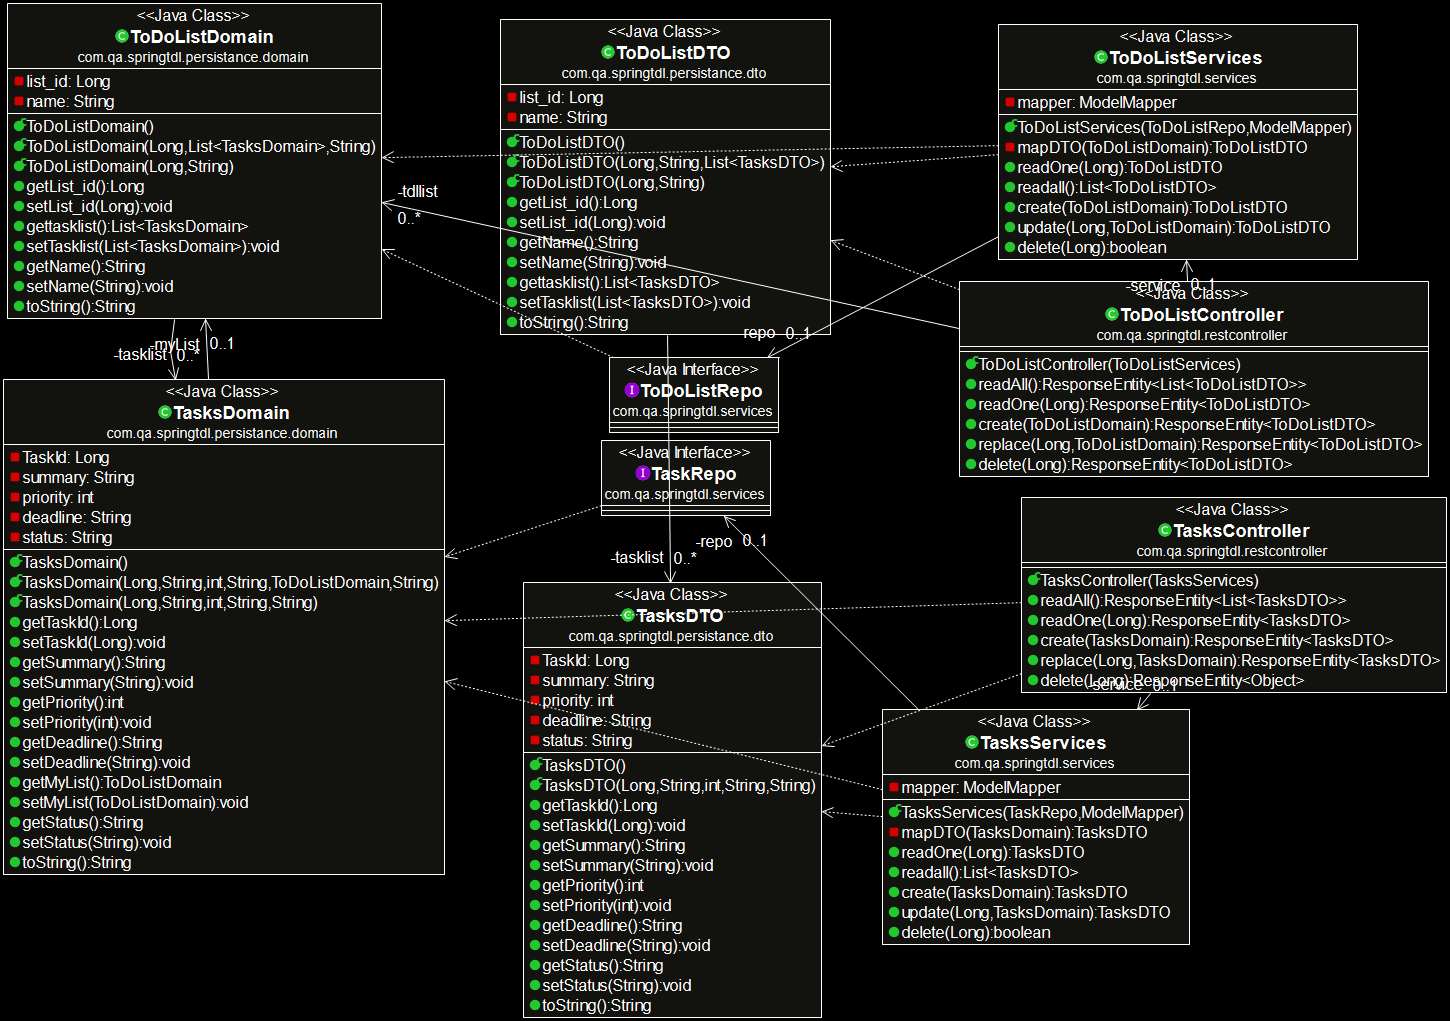 <<Java Class>>
ToDoListDomain
com.qa.springtdl.persistance.domain
list_id: Long
name: String
ToDoListDomain()
ToDoListDomain(Long,List<TasksDomain>,String)
ToDoListDomain(Long,String)
getList_id():Long
setList_id(Long):void
gettasklist():List<TasksDomain>
setTasklist(List<TasksDomain>):void
getName():String
setName(String):void
toString():String
<<Java Class>>
ToDoListDTO
com.qa.springtdl.persistance.dto
list_id: Long
name: String
ToDoListDTO()
ToDoListDTO(Long,String,List<TasksDTO>)
ToDoListDTO(Long,String)
getList_id():Long
setList_id(Long):void
getName():String
setName(String):void
gettasklist():List<TasksDTO>
setTasklist(List<TasksDTO>):void
toString():String
<<Java Class>>
ToDoListServices
com.qa.springtdl.services
mapper: ModelMapper
ToDoListServices(ToDoListRepo,ModelMapper)
mapDTO(ToDoListDomain):ToDoListDTO
readOne(Long):ToDoListDTO
readall():List<ToDoListDTO>
create(ToDoListDomain):ToDoListDTO
update(Long,ToDoListDomain):ToDoListDTO
delete(Long):boolean
-tdllist
0..*
-service 0..1
<<Java Class>>
ToDoListController
com.qa.springtdl.restcontroller
ToDoListController(ToDoListServices)
readAll():ResponseEntity<List<ToDoListDTO>>
readOne(Long):ResponseEntity<ToDoListDTO>
create(ToDoListDomain):ResponseEntity<ToDoListDTO>
replace(Long,ToDoListDomain):ResponseEntity<ToDoListDTO>
delete(Long):ResponseEntity<ToDoListDTO>
-myList 0..1
-tasklist 0..*
-repo 0..1
<<Java Interface>>
ToDoListRepo
com.qa.springtdl.services
<<Java Interface>>
TaskRepo
com.qa.springtdl.services
<<Java Class>>
TasksDomain
com.qa.springtdl.persistance.domain
TaskId: Long
summary: String
priority: int
deadline: String
status: String
TasksDomain()
TasksDomain(Long,String,int,String,ToDoListDomain,String)
TasksDomain(Long,String,int,String,String)
getTaskId():Long
setTaskId(Long):void
getSummary():String
setSummary(String):void
getPriority():int
setPriority(int):void
getDeadline():String
setDeadline(String):void
getMyList():ToDoListDomain
setMyList(ToDoListDomain):void
getStatus():String
setStatus(String):void
toString():String
-repo 0..1
-tasklist 0..*
<<Java Class>>
TasksDTO
com.qa.springtdl.persistance.dto
TaskId: Long
summary: String
priority: int
deadline: String
status: String
TasksDTO()
TasksDTO(Long,String,int,String,String)
getTaskId():Long
setTaskId(Long):void
getSummary():String
setSummary(String):void
getPriority():int
setPriority(int):void
getDeadline():String
setDeadline(String):void
getStatus():String
setStatus(String):void
toString():String
<<Java Class>>
TasksController
com.qa.springtdl.restcontroller
TasksController(TasksServices)
readAll():ResponseEntity<List<TasksDTO>>
readOne(Long):ResponseEntity<TasksDTO>
create(TasksDomain):ResponseEntity<TasksDTO>
replace(Long,TasksDomain):ResponseEntity<TasksDTO>
delete(Long):ResponseEntity<Object>
-service 0..1
<<Java Class>>
TasksServices
com.qa.springtdl.services
mapper: ModelMapper
TasksServices(TaskRepo,ModelMapper)
mapDTO(TasksDomain):TasksDTO
readOne(Long):TasksDTO
readall():List<TasksDTO>
create(TasksDomain):TasksDTO
update(Long,TasksDomain):TasksDTO
delete(Long):boolean